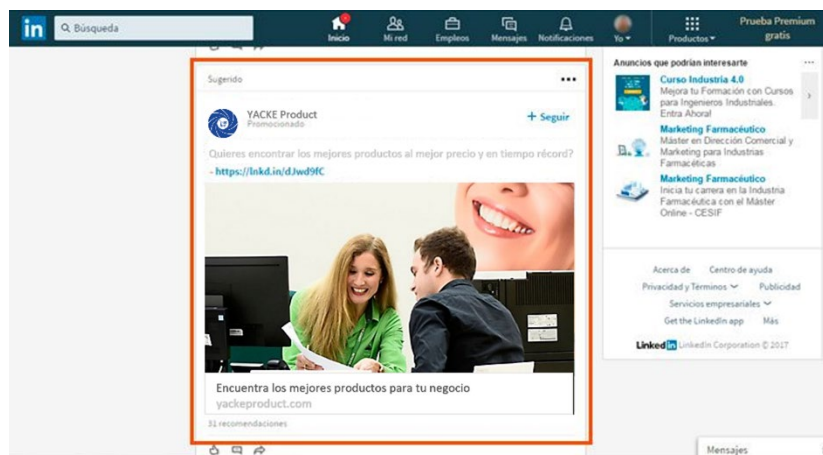 in
Búsqueda
Inicio
Mi red
Empleos
Mensajes
Notificaciones
Yo
Productos
Prueba Premium
gratis
Sugerido
YACKE Product
Promocionado
+ Seguir
Quieres encontrar los mejores productos al mejor precio y en tiempo récord?
- https://lnkd.in/dJwd9fC
Encuentra los mejores productos para tu negocio
yackeproduct.com
31 recomendaciones
Anuncios que podrían interesarte
Curso Industria 4.0
Mejora tu Formación con Cursos
para Ingenieros Industriales.
Entra Ahora!
Marketing Farmacéutico
Máster en Dirección Comercial y
Marketing para Industrias
Farmacéticas
Marketing Farmacéutico
Inicia tu carrera en la Industria
Farmacéutica con el Máster
Online - CESIF
Acerca de Centro de ayuda
Privacidad y Términos Publicidad
Servicios empresariales
Get the LinkedIn app Más
Linked in LinkedIn Corporation © 2017
Mensajes